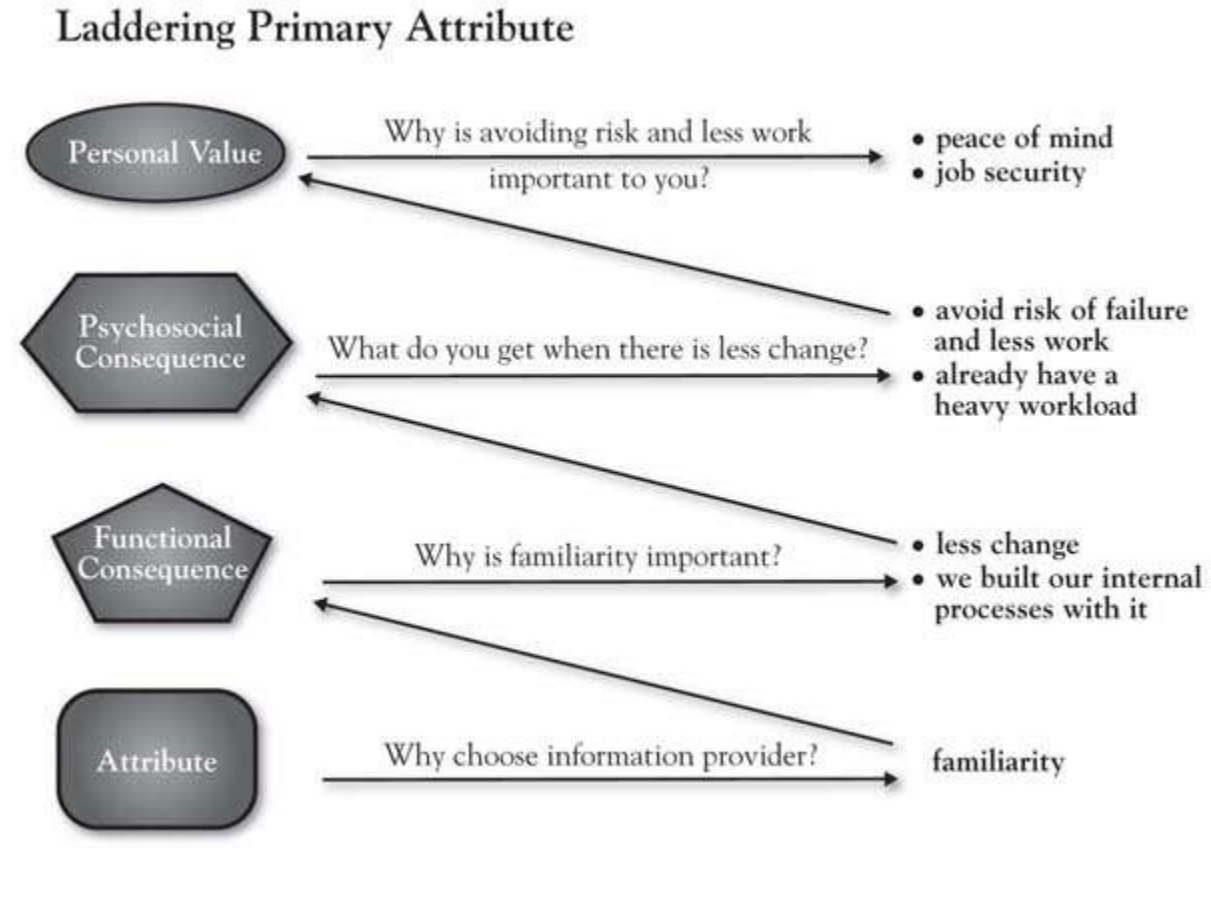 Laddering Primary Attribute
Personal Value
Why is avoiding risk and less work
important to you?
• peace of mind
• job security
Psychosocial
Consequence
What do you get when there is less change?
• avoid risk of failure
and less work
• already have a
heavy workload
Functional
Consequence
Why is familiarity important?
• less change
• we built our internal
processes with it
Attribute
Why choose information provider?
familiarity